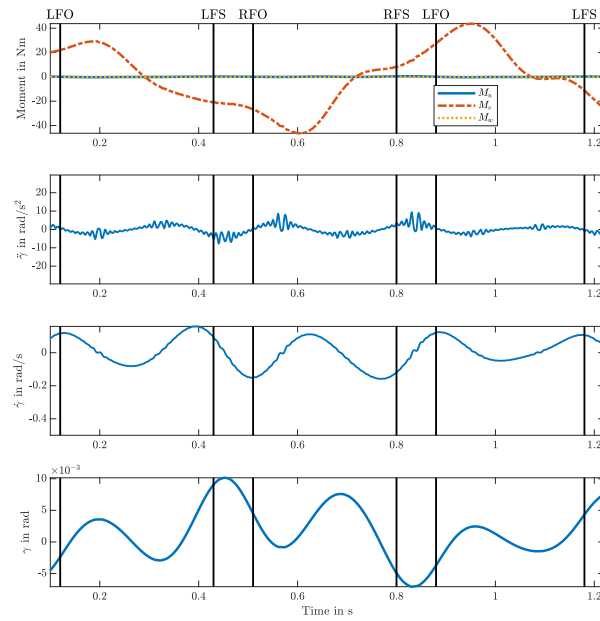 LFO LFS RFO RFS LFO LFS
Moment in Nm
40
20
0
-20
-40
M_s
M_e
M_w
0.2 0.4 0.6 0.8 1 1.2
γ̈ in rad/s²
20
10
0
-10
-20
0.2 0.4 0.6 0.8 1 1.2
γ̇ in rad/s
0
-0.2
-0.4
0.2 0.4 0.6 0.8 1 1.2
×10⁻³
γ in rad
10
5
0
-5
0.2 0.4 0.6 0.8 1 1.2
Time in s